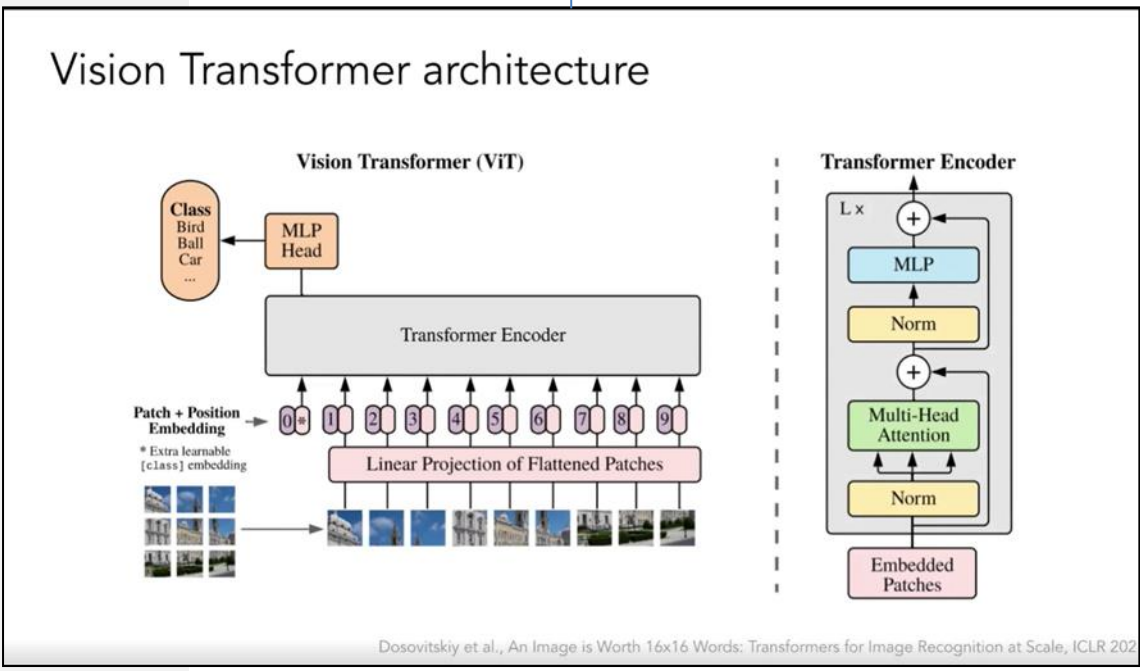 Vision Transformer architecture
Vision Transformer (ViT)
Class
Bird
Ball
Car
...
MLP
Head
Transformer Encoder
Patch + Position
Embedding
0 * 1 2 3 4 5 6 7 8 9
* Extra learnable
[class] embedding
Linear Projection of Flattened Patches
Transformer Encoder
L ×
+
MLP
Norm
+
Multi-Head
Attention
Norm
Embedded
Patches
Dosovitskiy et al., An Image is Worth 16x16 Words: Transformers for Image Recognition at Scale, ICLR 202